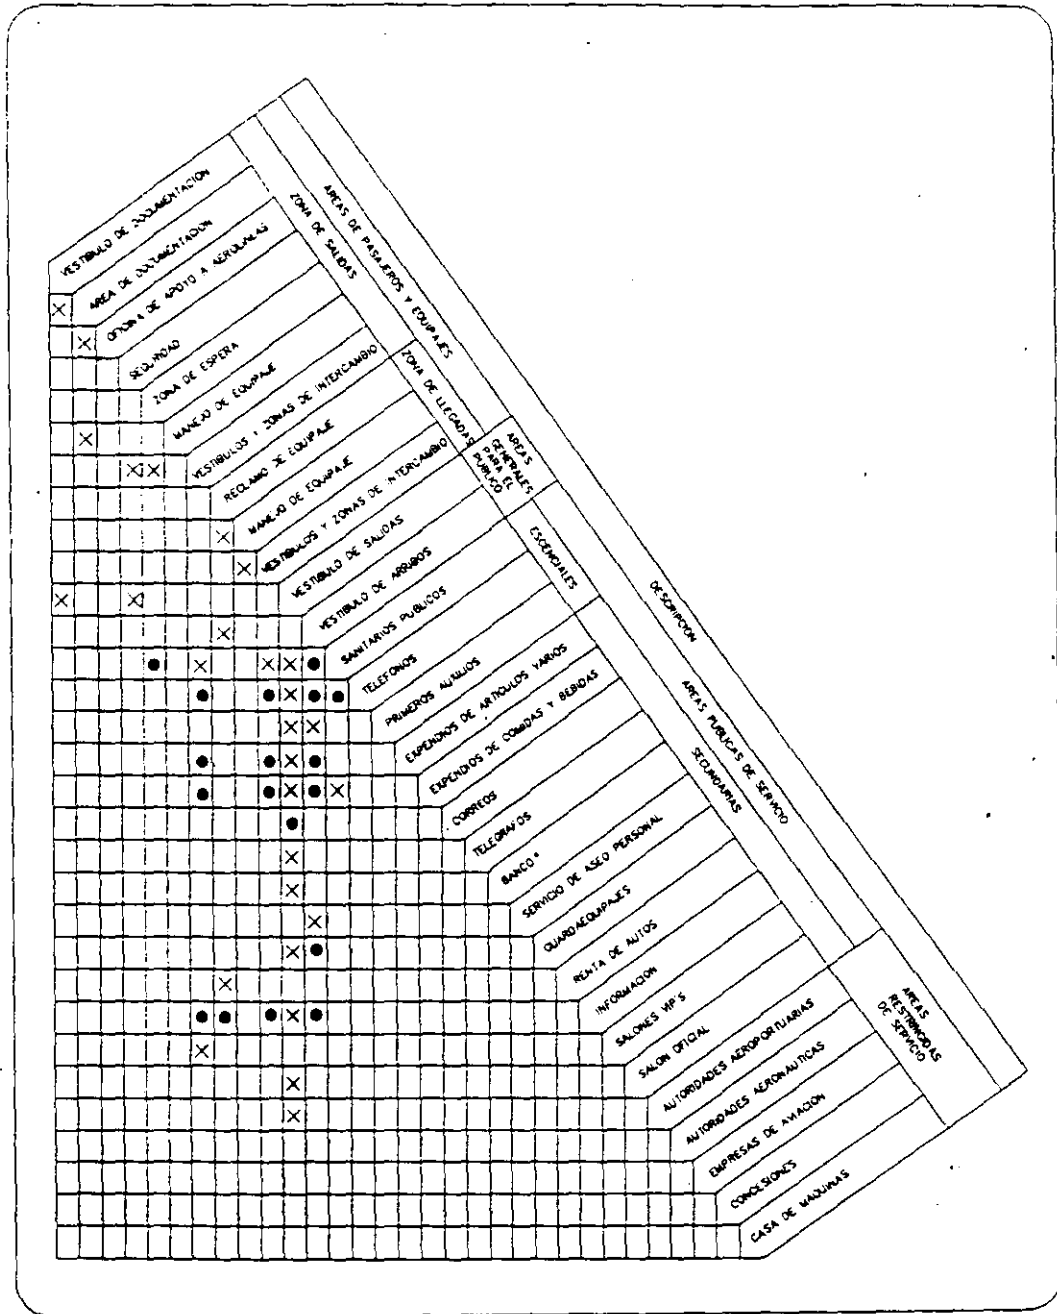 VESTIBULO DE DOCUMENTACION
AREA DE DOCUMENTACION
OFICINA DE APOYO A AEROLINEAS
SEGURIDAD
ZONA DE ESPERA
MANEJO DE EQUIPAJE
VESTIBULOS Y ZONAS DE INTERCAMBIO
RECLAMO DE EQUIPAJE
MANEJO DE EQUIPAJE
VESTIBULOS Y ZONAS DE INTERCAMBIO
VESTIBULO DE SALIDAS
VESTIBULO DE ARRIBOS
SANITARIOS PUBLICOS
TELEFONOS
PRIMEROS AUXILIOS
EXPENDIOS DE ARTICULOS VARIOS
EXPENDIOS DE COMIDAS Y BEBIDAS
CORREOS
TELEGRAFOS
BANCO *
SERVICIO DE ASEO PERSONAL
GUARDAEQUIPAJES
RENTA DE AUTOS
INFORMACION
SALONES VIP'S
SALON OFICIAL
AUTORIDADES AEROPORTUARIAS
AUTORIDADES AERONAUTICAS
EMPRESAS DE AVIACION
CONCESIONES
CASA DE MAQUINAS
ZONA DE SALIDAS
ZONA DE LLEGADAS
AREAS DE PASAJEROS Y EQUIPAJES
AREAS
GENERALES
PARA EL
PUBLICO
ESCENCIALES
SECUNDARIAS
AREAS PUBLICAS DE SERVICIO
AREAS
RESTRINGIDAS
DE SERVICIO
DESCRIPCION